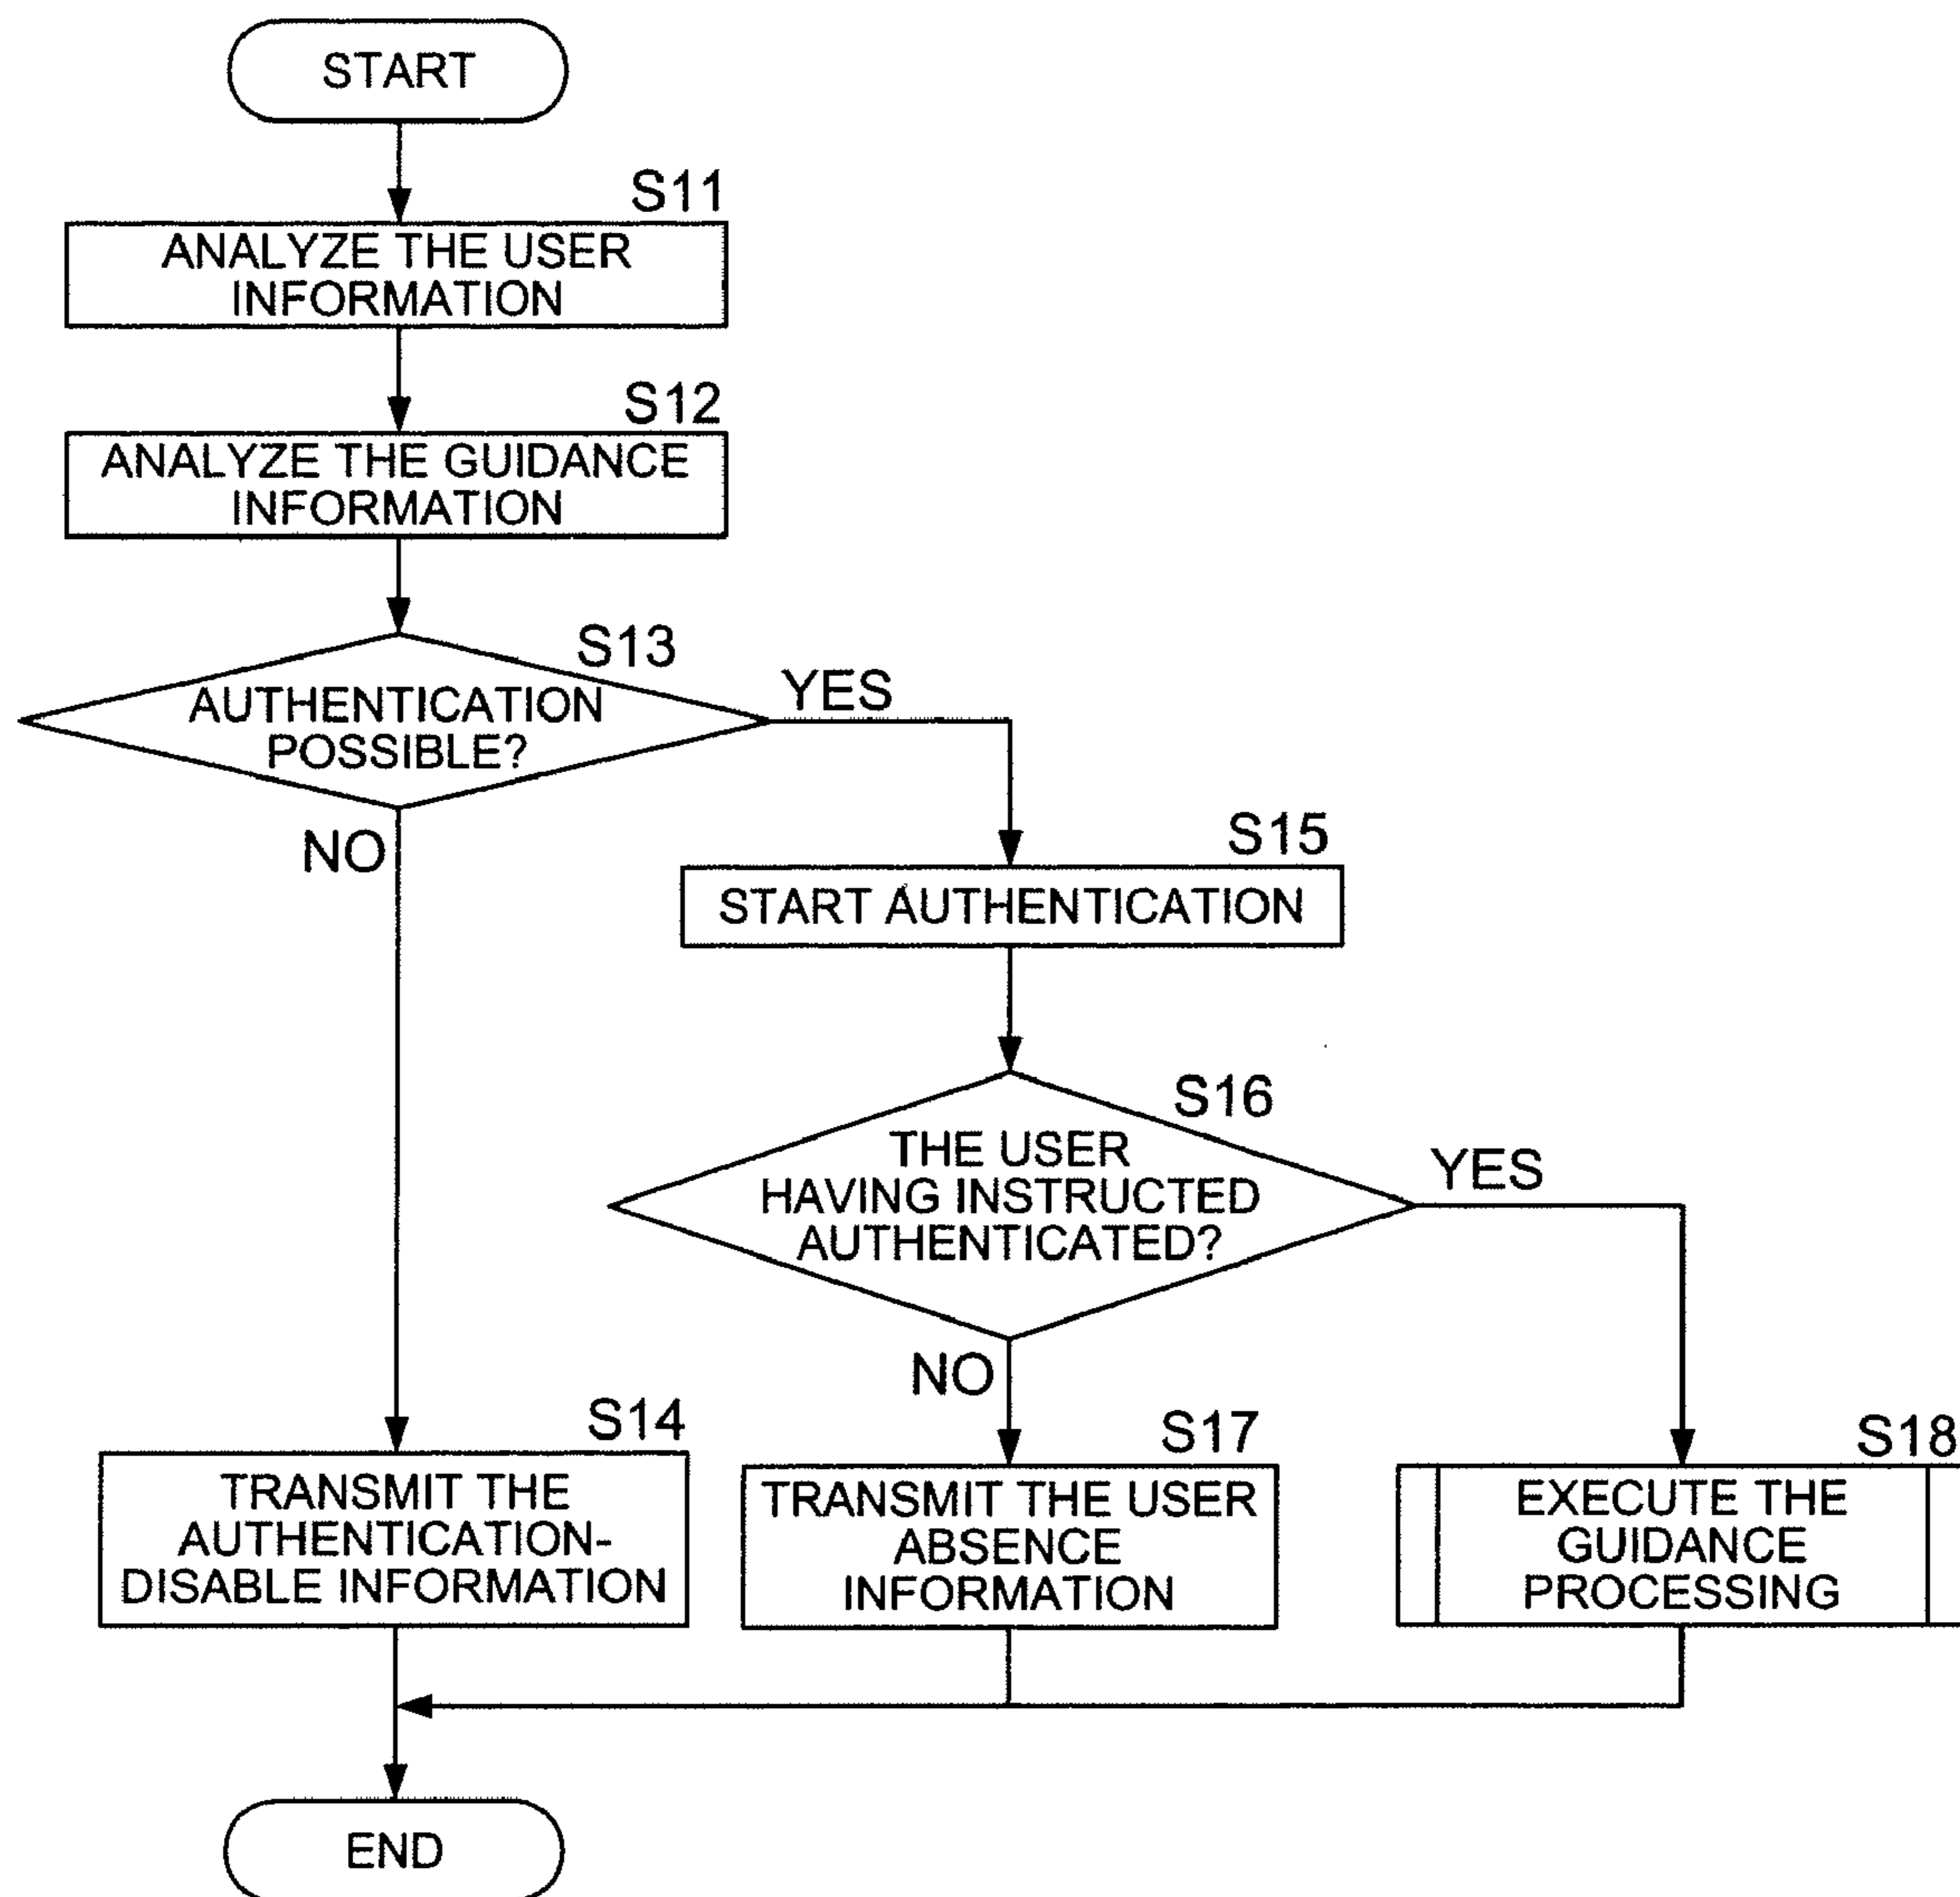 START
S11
ANALYZE THE USER
INFORMATION
S12
ANALYZE THE GUIDANCE
INFORMATION
S13
AUTHENTICATION
POSSIBLE?
YES
NO
S15
START AUTHENTICATION
S16
THE USER
HAVING INSTRUCTED
AUTHENTICATED?
YES
NO
S14
TRANSMIT THE
AUTHENTICATION-
DISABLE INFORMATION
S17
TRANSMIT THE USER
ABSENCE
INFORMATION
S18
EXECUTE THE
GUIDANCE
PROCESSING
END